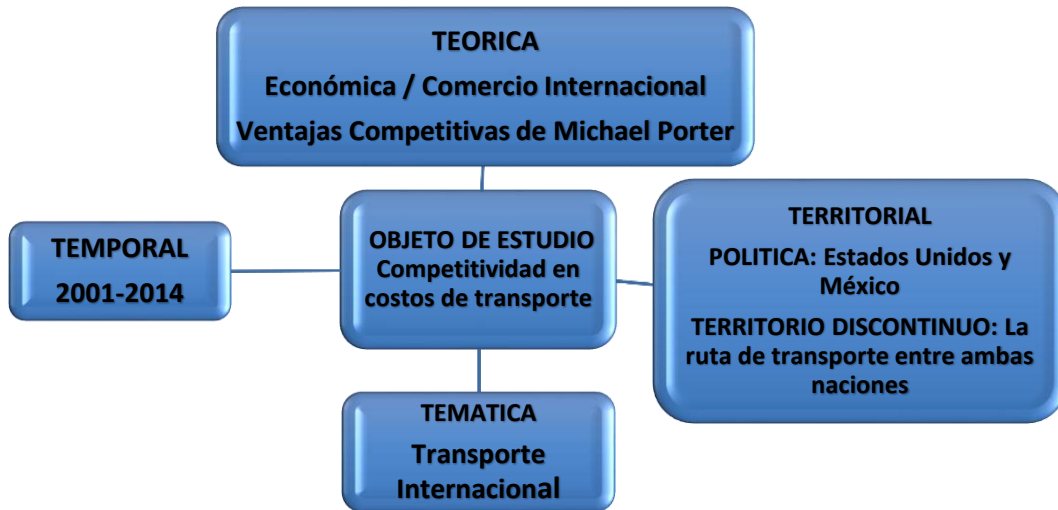 TEORICA
Económica / Comercio Internacional
Ventajas Competitivas de Michael Porter
TEMPORAL
2001-2014
OBJETO DE ESTUDIO
Competitividad en
costos de transporte
TERRITORIAL
POLITICA: Estados Unidos y
México
TERRITORIO DISCONTINUO: La
ruta de transporte entre ambas
naciones
TEMATICA
Transporte
Internacional